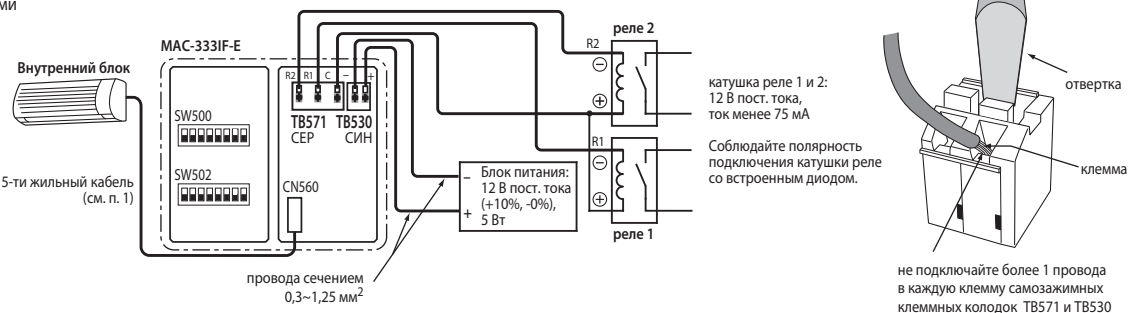 ми
MAC-333IF-E
Внутренний блок
SW500
SW502
5-ти жильный кабель
(см. п. 1)
R2 R1 C − +
TB571 TB530
СЕР СИН
CN560
провода сечением
0,3~1,25 мм2
− Блок питания:
12 В пост. тока
(+10%, -0%),
+ 5 Вт
реле 2
R2
−
+
R1
−
+
реле 1
катушка реле 1 и 2:
12 В пост. тока,
ток менее 75 мА
Соблюдайте полярность
подключения катушки реле
со встроенным диодом.
отвертка
клемма
не подключайте более 1 провода
в каждую клемму самозажимных
клеммных колодок TB571 и TB530